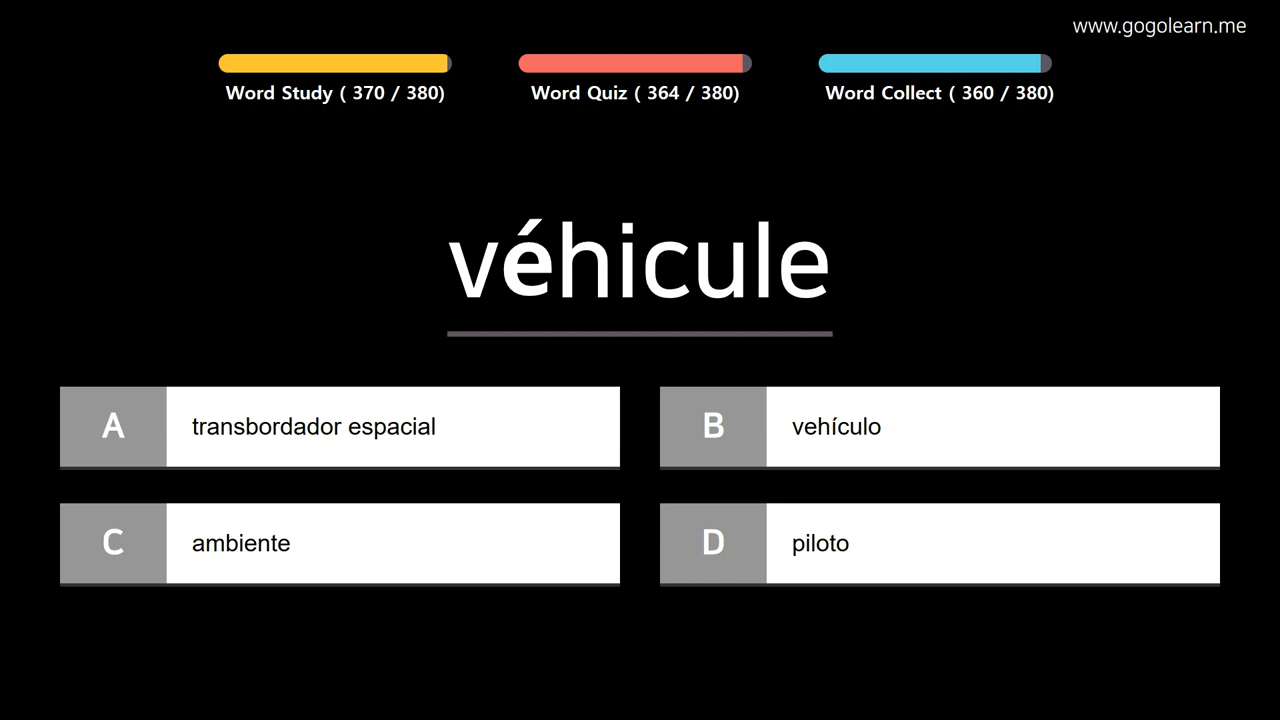 www.gogolearn.me
Word Study ( 370 / 380)
Word Quiz ( 364 / 380)
Word Collect ( 360 / 380)
véhicule
A transbordador espacial
B vehículo
C ambiente
D piloto